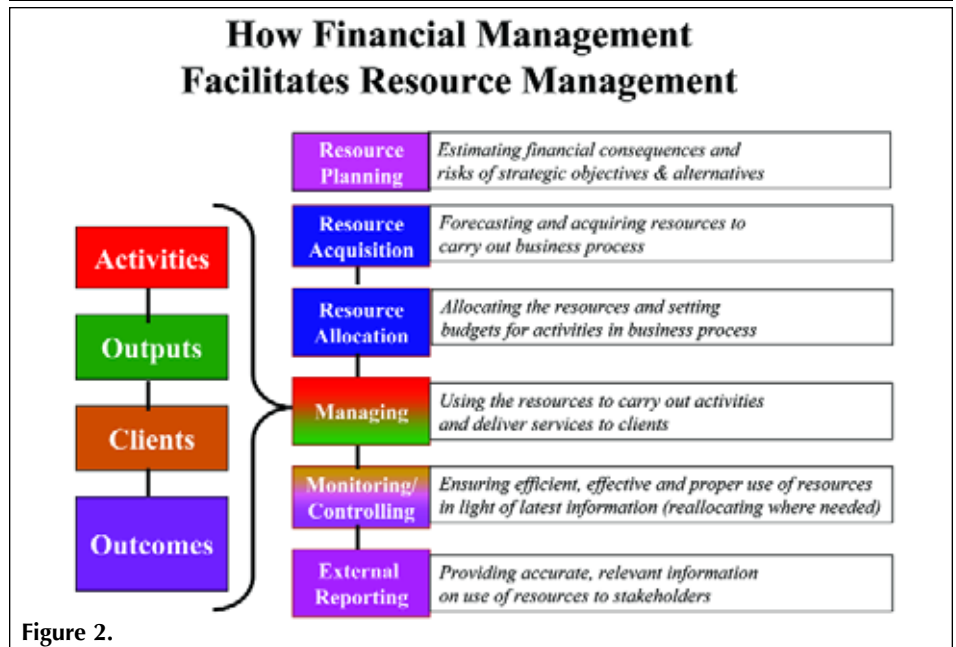 How Financial Management
Facilitates Resource Management
Activities
Outputs
Clients
Outcomes
Resource
Planning
Estimating financial consequences and
risks of strategic objectives & alternatives
Resource
Acquisition
Forecasting and acquiring resources to
carry out business process
Resource
Allocation
Allocating the resources and setting
budgets for activities in business process
Managing
Using the resources to carry out activities
and deliver services to clients
Monitoring/
Controlling
Ensuring efficient, effective and proper use of resources
in light of latest information (reallocating where needed)
External
Reporting
Providing accurate, relevant information
on use of resources to stakeholders
Figure 2.